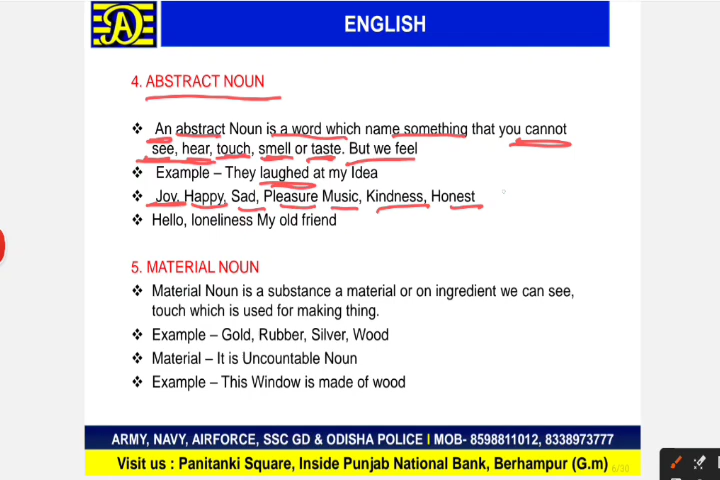 ENGLISH
4. ABSTRACT NOUN
❖ An abstract Noun is a word which name something that you cannot
see, hear, touch, smell or taste. But we feel
❖ Example – They laughed at my Idea
❖ Joy, Happy, Sad, Pleasure Music, Kindness, Honest
❖ Hello, loneliness My old friend
5. MATERIAL NOUN
❖ Material Noun is a substance a material or on ingredient we can see,
touch which is used for making thing.
❖ Example – Gold, Rubber, Silver, Wood
❖ Material – It is Uncountable Noun
❖ Example – This Window is made of wood
ARMY, NAVY, AIRFORCE, SSC GD & ODISHA POLICE I MOB- 8598811012, 8338973777
Visit us : Panitanki Square, Inside Punjab National Bank, Berhampur (G.m)
6/30